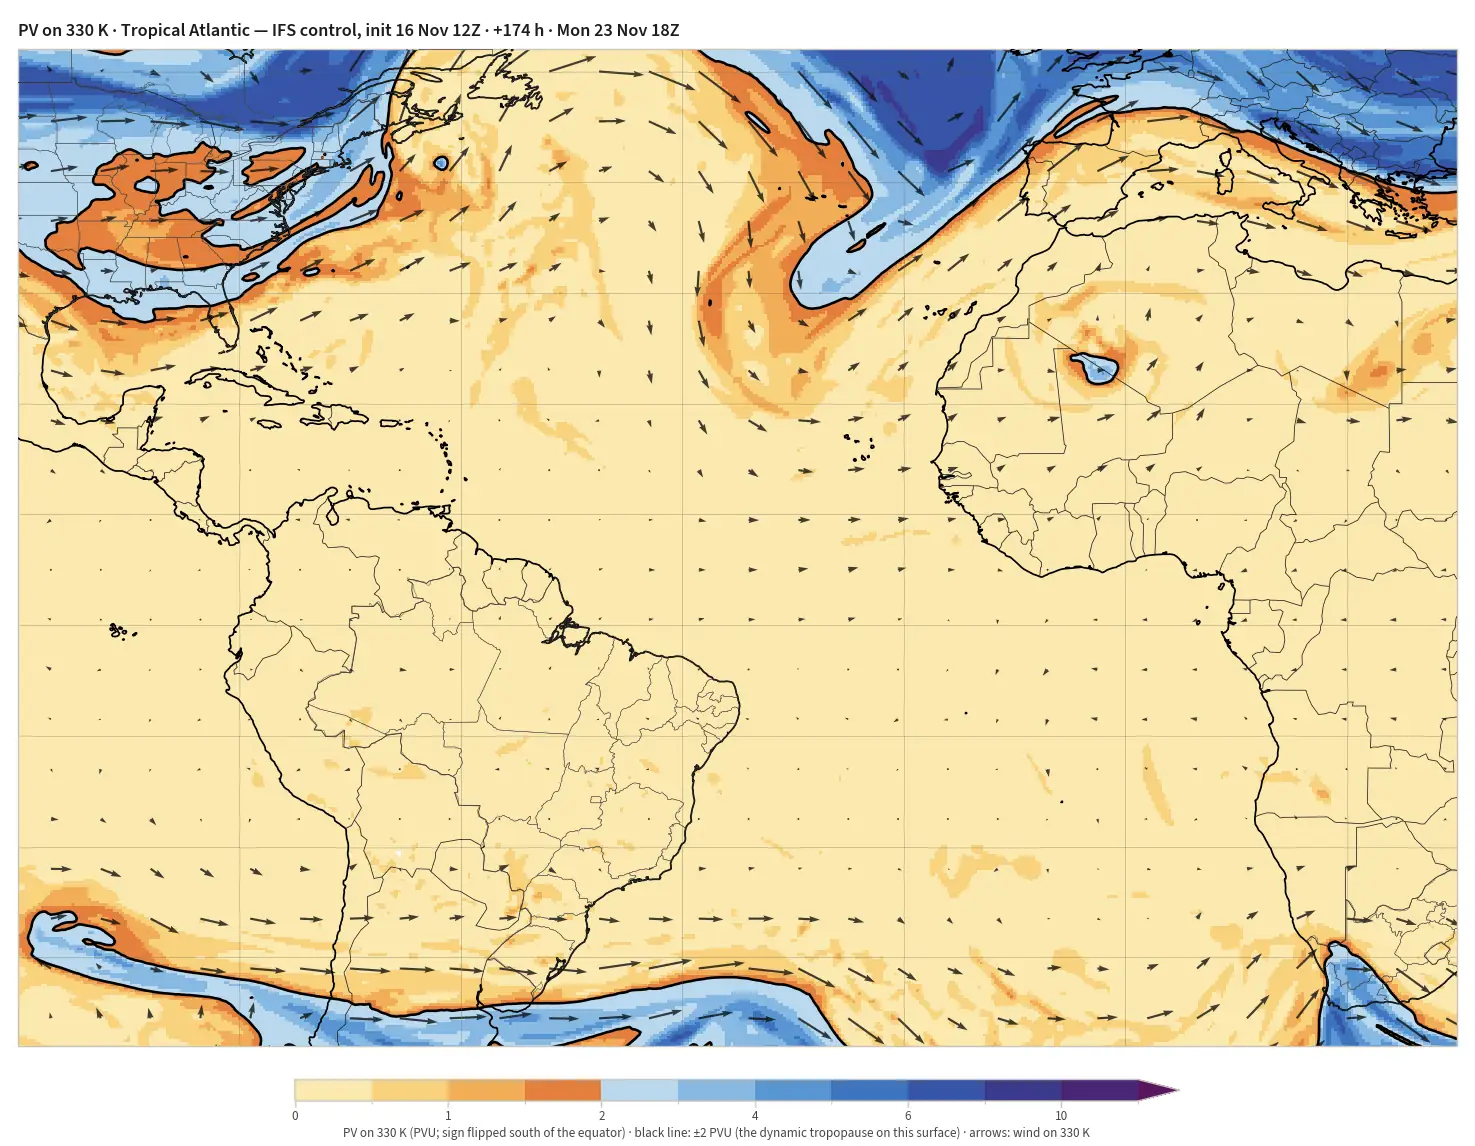 PV on 330 K · Tropical Atlantic — IFS control, init 16 Nov 12Z · +174 h · Mon 23 Nov 18Z
0 1 2 4 6 10
PV on 330 K (PVU; sign flipped south of the equator) · black line: ±2 PVU (the dynamic tropopause on this surface) · arrows: wind on 330 K